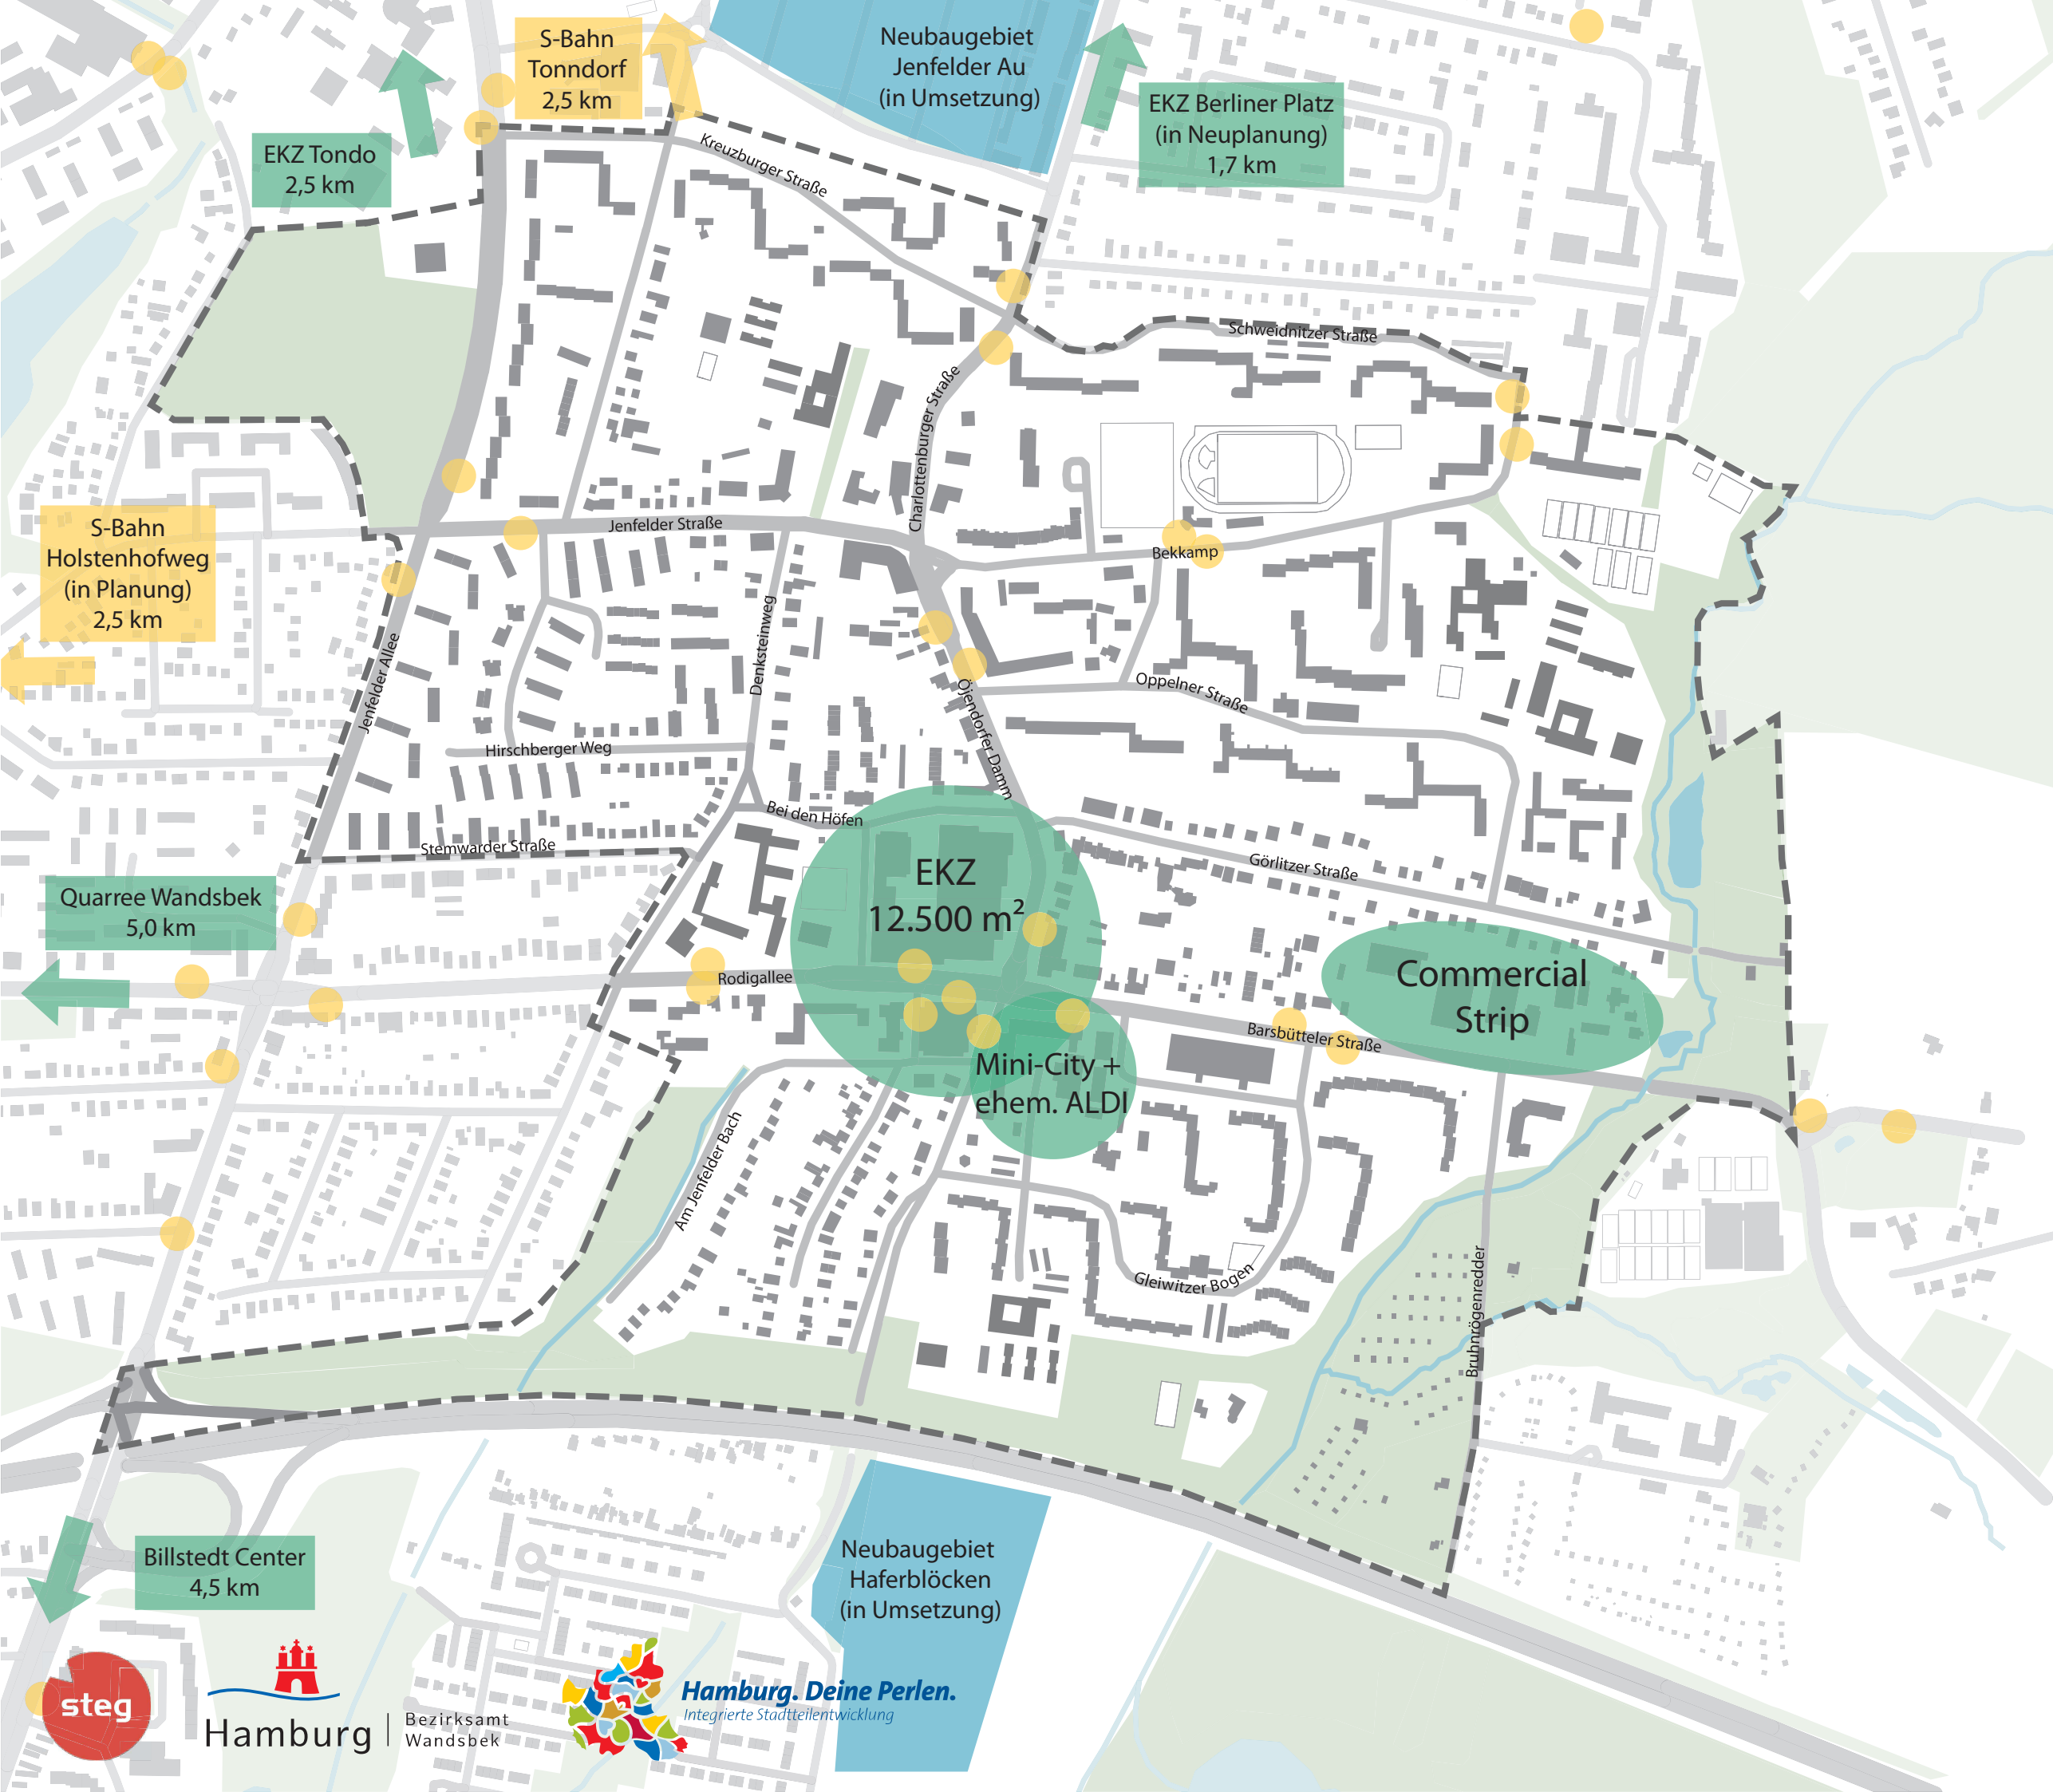 S-Bahn
Tonndorf
2,5 km
Neubaugebiet
Jenfelder Au
(in Umsetzung)
EKZ Berliner Platz
(in Neuplanung)
1,7 km
EKZ Tondo
2,5 km
Kreuzburger Straße
Schweidnitzer Straße
Charlottenburger Straße
S-Bahn
Holstenhofweg
(in Planung)
2,5 km
Jenfelder Straße
Bekkamp
Jenfelder Allee
Denksteinweg
Oppelner Straße
Öjendorfer Damm
Hirschberger Weg
Bei den Höfen
Stemwarder Straße
Görlitzer Straße
EKZ
12.500 m²
Quarree Wandsbek
5,0 km
Rodigallee
Commercial
Strip
Barsbütteler Straße
Mini-City +
ehem. ALDI
Am Jenfelder Bach
Gleiwitzer Bogen
Bruhnrögenredder
Billstedt Center
4,5 km
Neubaugebiet
Haferblöcken
(in Umsetzung)
steg
Hamburg
Bezirksamt
Wandsbek
Hamburg. Deine Perlen.
Integrierte Stadtteilentwicklung